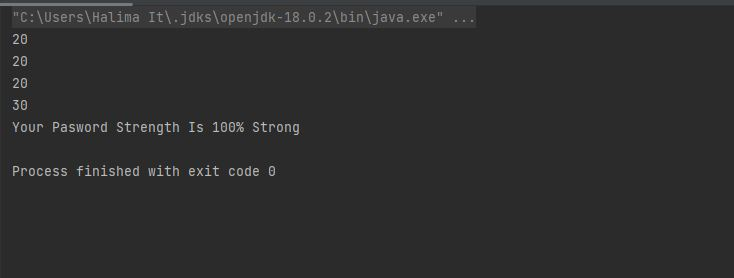 "C:\Users\Halima It\.jdks\openjdk-18.0.2\bin\java.exe" ...
20
20
20
30
Your Pasword Strength Is 100% Strong
Process finished with exit code 0